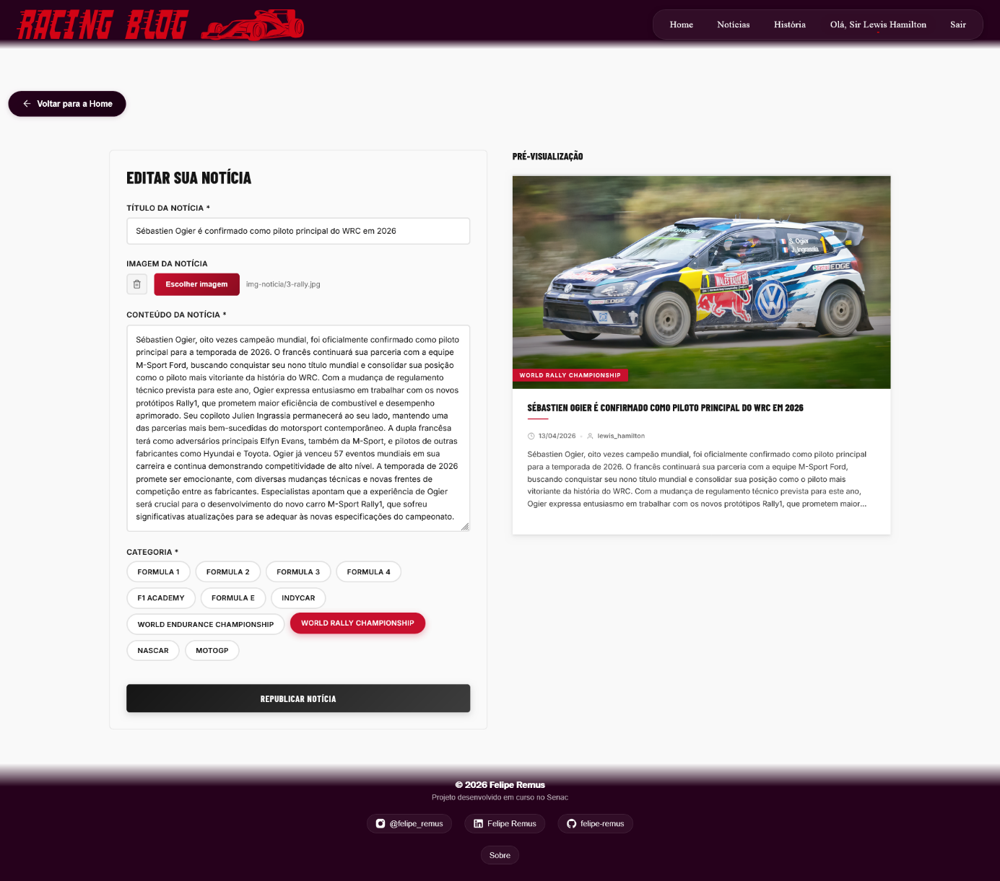 RACING BLOG
Home Notícias História Olá, Sir Lewis Hamilton Sair
Voltar para a Home
EDITAR SUA NOTÍCIA
TÍTULO DA NOTÍCIA *
Sébastien Ogier é confirmado como piloto principal do WRC em 2026
IMAGEM DA NOTÍCIA
Escolher imagem img-noticia/3-rally.jpg
CONTEÚDO DA NOTÍCIA *
Sébastien Ogier, oito vezes campeão mundial, foi oficialmente confirmado como piloto
principal para a temporada de 2026. O francês continuará sua parceria com a equipe
M-Sport Ford, buscando conquistar seu nono título mundial e consolidar sua posição
como o piloto mais vitoriante da história do WRC. Com a mudança de regulamento
técnico prevista para este ano, Ogier expressa entusiasmo em trabalhar com os novos
protótipos Rally1, que prometem maior eficiência de combustível e desempenho
aprimorado. Seu copiloto Julien Ingrassia permanecerá ao seu lado, mantendo uma
das parcerias mais bem-sucedidas do motorsport contemporâneo. A dupla francêsa
terá como adversários principais Elfyn Evans, também da M-Sport, e pilotos de outras
fabricantes como Hyundai e Toyota. Ogier já venceu 57 eventos mundiais em sua
carreira e continua demonstrando competitividade de alto nível. A temporada de 2026
promete ser emocionante, com diversas mudanças técnicas e novas frentes de
competição entre as fabricantes. Especialistas apontam que a experiência de Ogier
será crucial para o desenvolvimento do novo carro M-Sport Rally1, que sofreu
significativas atualizações para se adequar às novas especificações do campeonato.
CATEGORIA *
FORMULA 1 FORMULA 2 FORMULA 3 FORMULA 4
F1 ACADEMY FORMULA E INDYCAR
WORLD ENDURANCE CHAMPIONSHIP WORLD RALLY CHAMPIONSHIP
NASCAR MOTOGP
REPUBLICAR NOTÍCIA
PRÉ-VISUALIZAÇÃO
S. Ogier
J. Ingrassia
1
EDGE
WALES RALLY GB
Red Bull
WORLD RALLY CHAMPIONSHIP
SÉBASTIEN OGIER É CONFIRMADO COMO PILOTO PRINCIPAL DO WRC EM 2026
13/04/2026 • lewis_hamilton
Sébastien Ogier, oito vezes campeão mundial, foi oficialmente confirmado como piloto
principal para a temporada de 2026. O francês continuará sua parceria com a equipe M-Sport Ford,
buscando conquistar seu nono título mundial e consolidar sua posição como o piloto mais
vitoriante da história do WRC. Com a mudança de regulamento técnico prevista para este ano,
Ogier expressa entusiasmo em trabalhar com os novos protótipos Rally1, que prometem maior...
© 2026 Felipe Remus
Projeto desenvolvido em curso no Senac
@felipe_remus Felipe Remus felipe-remus
Sobre